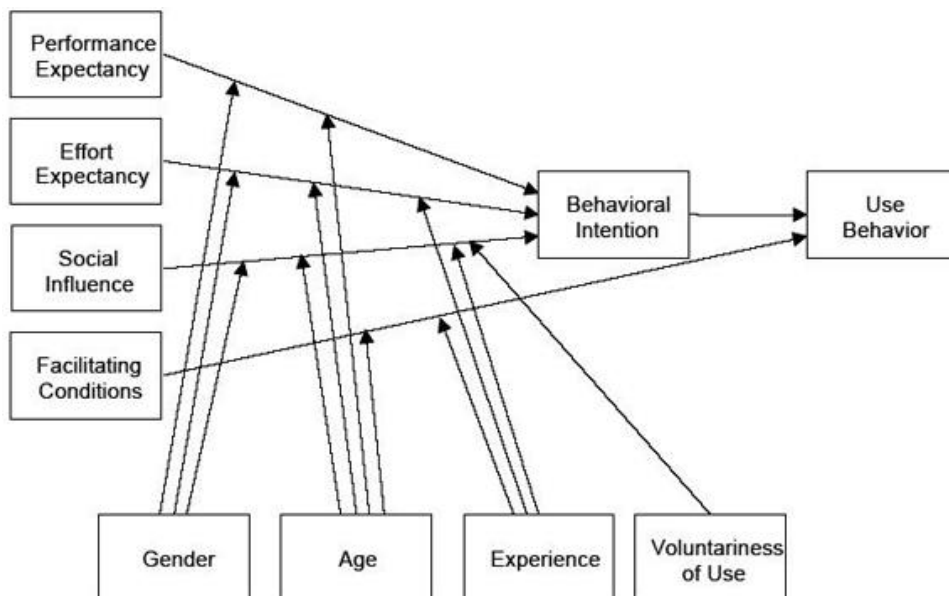 Performance
Expectancy
Effort
Expectancy
Social
Influence
Facilitating
Conditions
Behavioral
Intention
Use
Behavior
Gender
Age
Experience
Voluntariness
of Use